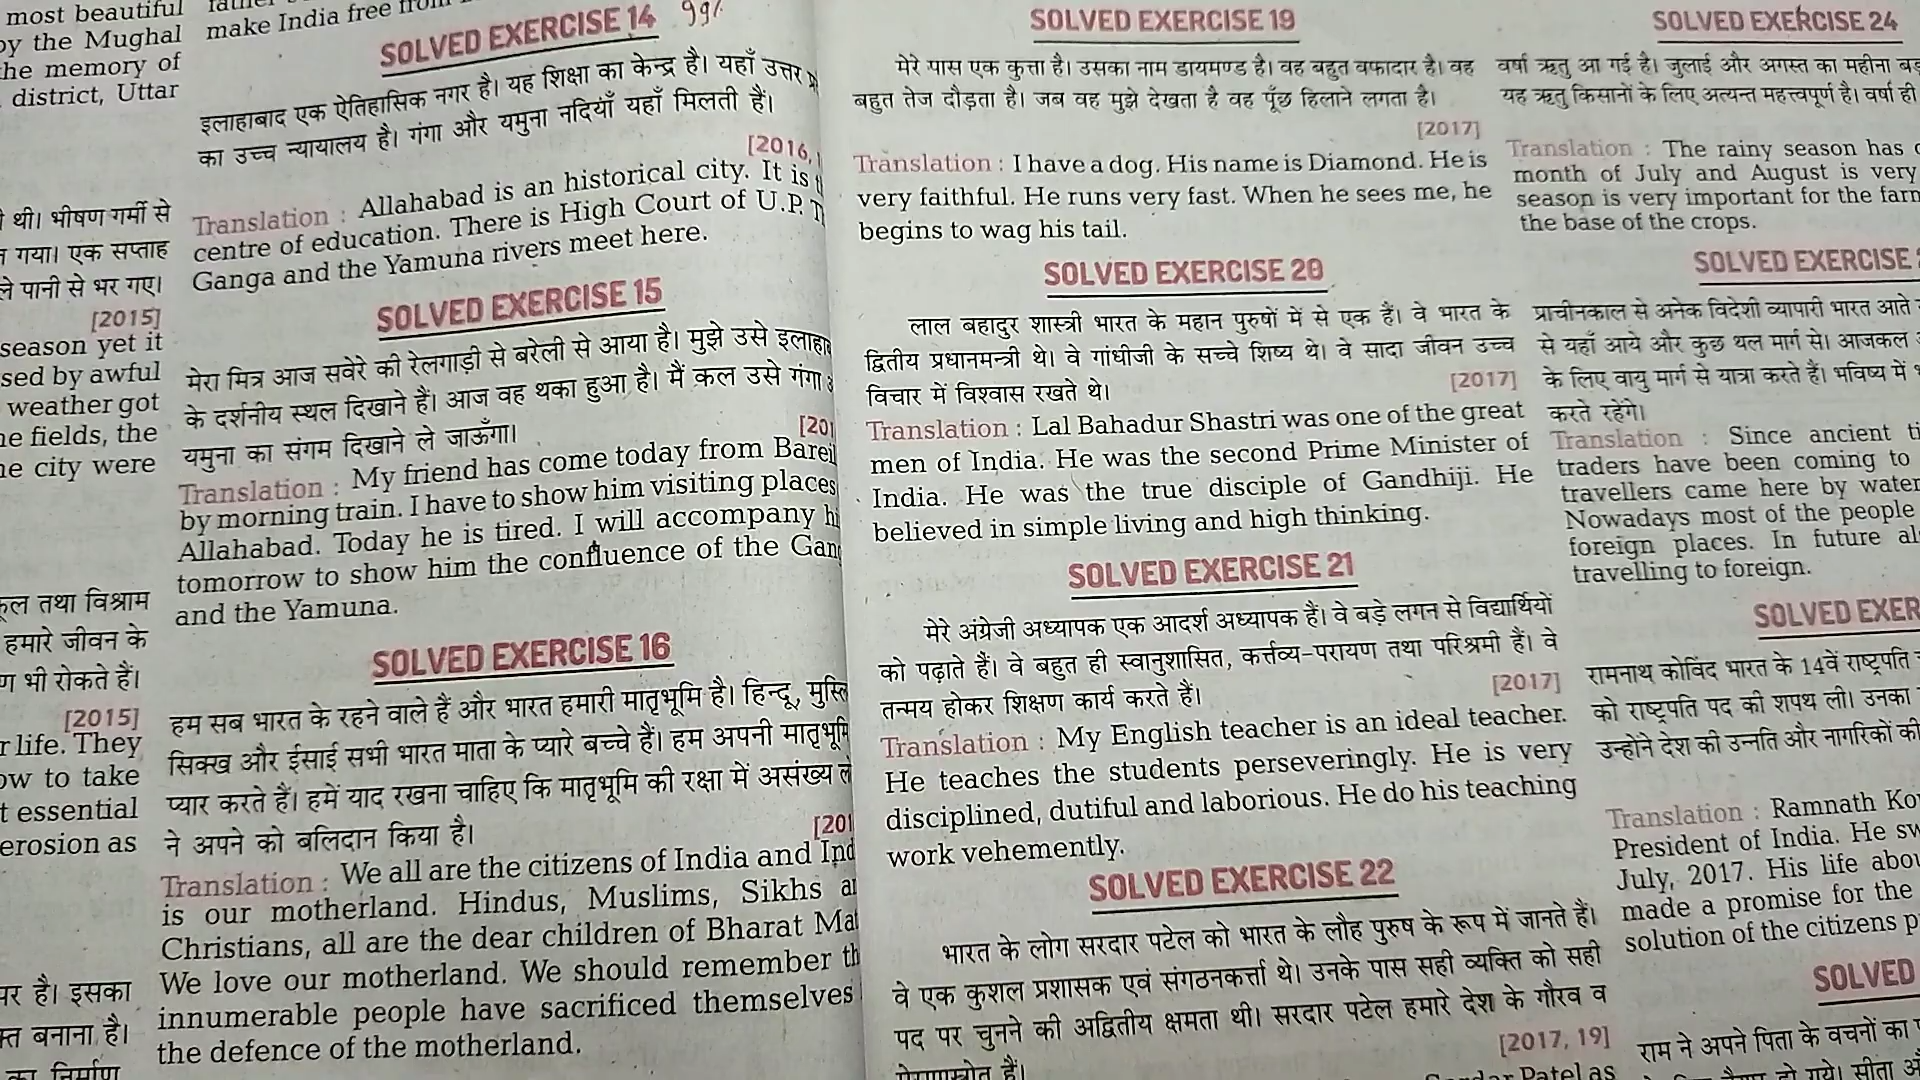 most beautiful
by the Mughal
the memory of
district, Uttar
थी। भीषण गर्मी से
गया। एक सप्ताह
पानी से भर गए।
[2015]
season yet it
sed by awful
weather got
he fields, the
he city were
तथा विश्राम
हमारे जीवन के
भी रोकते हैं।
[2015]
r life. They
ow to take
t essential
erosion as
है। इसका
बनाना है।
का निर्माण
make India free from
SOLVED EXERCISE 14
इलाहाबाद एक ऐतिहासिक नगर है। यह शिक्षा का केन्द्र है। यहाँ उत्तर
का उच्च न्यायालय है। गंगा और यमुना नदियाँ यहाँ मिलती हैं।
[2016,
Translation : Allahabad is an historical city. It is
centre of education. There is High Court of U.P.
Ganga and the Yamuna rivers meet here.
SOLVED EXERCISE 15
मेरा मित्र आज सवेरे की रेलगाड़ी से बरेली से आया है। मुझे उसे
के दर्शनीय स्थल दिखाने हैं। आज वह थका हुआ है। मैं कल उसे गंगा
यमुना का संगम दिखाने ले जाऊँगा।
[201
Translation : My friend has come today from Bareil
by morning train. I have to show him visiting places
Allahabad. Today he is tired. I will accompany hi
tomorrow to show him the confluence of the Gan
and the Yamuna.
SOLVED EXERCISE 16
हम सब भारत के रहने वाले हैं और भारत हमारी मातृभूमि है। हिन्दू,
सिक्ख और ईसाई सभी भारत माता के प्यारे बच्चे हैं। हम अपनी
प्यार करते हैं। हमें याद रखना चाहिए कि मातृभूमि की रक्षा में असंख्य
ने अपने को बलिदान किया है।
[201
Translation : We all are the citizens of India and Ind
is our motherland. Hindus, Muslims, Sikhs
Christians, all are the dear children of Bharat Mat
We love our motherland. We should remember th
innumerable people have sacrificed themselves
the defence of the motherland.
SOLVED EXERCISE 19
मेरे पास एक कुत्ता है। उसका नाम डायमण्ड है। वह बहुत वफादार है। वह
बहुत तेज दौड़ता है। जब वह मुझे देखता है वह पूँछ हिलाने लगता है।
[2017]
Translation : I have a dog. His name is Diamond. He is
very faithful. He runs very fast. When he sees me, he
begins to wag his tail.
SOLVED EXERCISE 20
लाल बहादुर शास्त्री भारत के महान पुरुषों में से एक हैं। वे भारत के
द्वितीय प्रधानमन्त्री थे। वे गांधीजी के सच्चे शिष्य थे। वे सादा जीवन उच्च
विचार में विश्वास रखते थे।
[2017]
Translation : Lal Bahadur Shastri was one of the great
men of India. He was the second Prime Minister of
India. He was the true disciple of Gandhiji. He
believed in simple living and high thinking.
SOLVED EXERCISE 21
मेरे अंग्रेजी अध्यापक एक आदर्श अध्यापक हैं। वे बड़े लगन से विद्यार्थियों
को पढ़ाते हैं। वे बहुत ही स्वानुशासित, कर्त्तव्य-परायण तथा परिश्रमी हैं। वे
तन्मय होकर शिक्षण कार्य करते हैं।
[2017]
Translation : My English teacher is an ideal teacher.
He teaches the students perseveringly. He is very
disciplined, dutiful and laborious. He do his teaching
work vehemently.
SOLVED EXERCISE 22
भारत के लोग सरदार पटेल को भारत के लौह पुरुष के रूप में जानते हैं।
वे एक कुशल प्रशासक एवं संगठनकर्त्ता थे। उनके पास सही व्यक्ति को सही
पद पर चुनने की अद्वितीय क्षमता थी। सरदार पटेल हमारे देश के गौरव व
प्रेरणास्रोत हैं।
[2017, 19]
Patel as
SOLVED EXERCISE 24
वर्षा ऋतु आ गई है। जुलाई और अगस्त का महीना
यह ऋतु किसानों के लिए अत्यन्त महत्त्वपूर्ण है। वर्षा ही
Translation : The rainy season has
month of July and August is very
season is very important for the farm
the base of the crops.
SOLVED EXERCISE
प्राचीनकाल से अनेक विदेशी व्यापारी भारत आते
से यहाँ आये और कुछ थल मार्ग से। आजकल
के लिए वायु मार्ग से यात्रा करते हैं। भविष्य में
करते रहेंगे।
Translation : Since ancient ti
traders have been coming to
travellers came here by water
Nowadays most of the people
foreign places. In future al
travelling to foreign.
SOLVED EXER
रामनाथ कोविंद भारत के 14वें राष्ट्रपति
को राष्ट्रपति पद की शपथ ली। उनका
उन्होंने देश की उन्नति और नागरिकों की
Translation : Ramnath Ko
President of India. He sw
July, 2017. His life abou
made a promise for the
solution of the citizens p
SOLVED
राम ने अपने पिता के वचनों का
हो गये। सीता